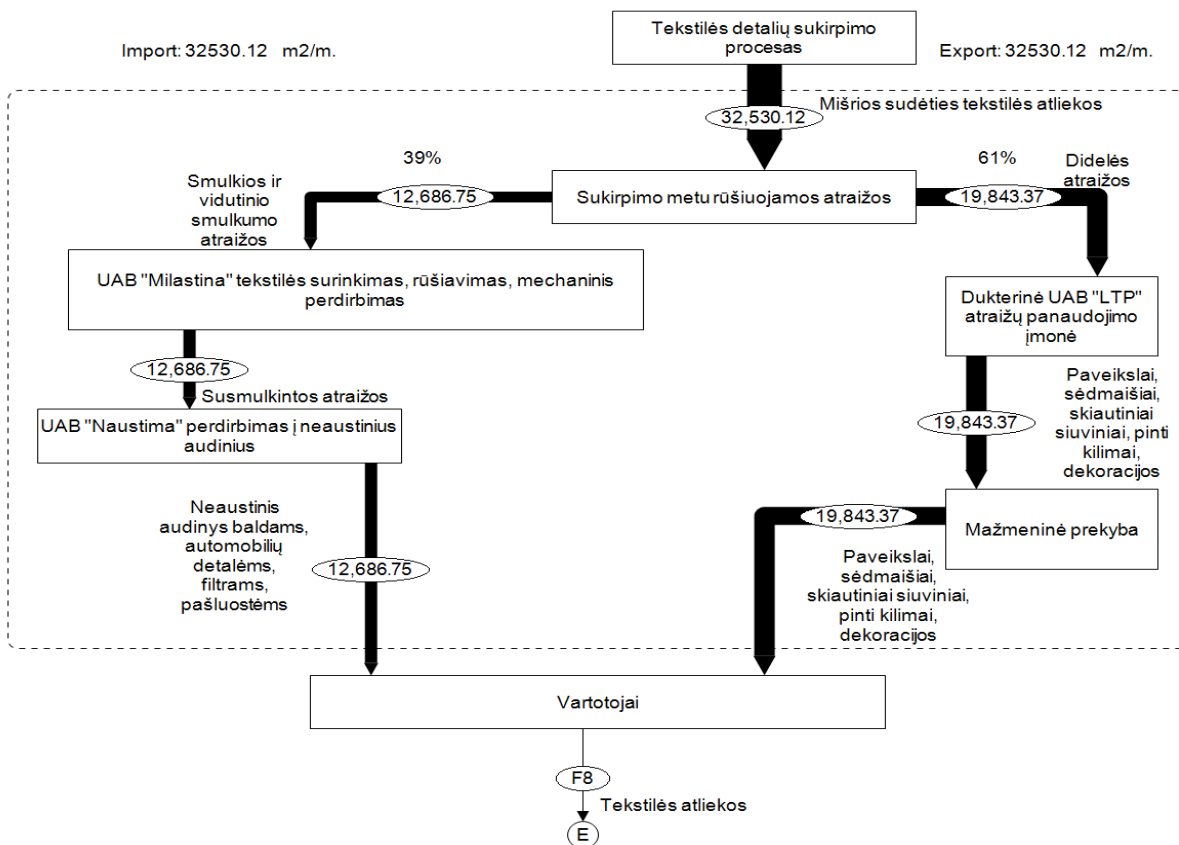 Import: 32530.12 m2/m.
Tekstilės detalių sukirpimo
procesas
Export: 32530.12 m2/m.
Mišrios sudėties tekstilės atliekos
32,530.12
39%
61%
Smulkios ir
vidutinio
smulkumo
atraižos
12,686.75
Sukirpimo metu rūšiuojamos atraižos
19,843.37
Didelės
atraižos
UAB "Milastina" tekstilės surinkimas, rūšiavimas, mechaninis
perdirbimas
Dukterinė UAB "LTP"
atraižų panaudojimo
įmonė
12,686.75
Susmulkintos atraižos
Paveikslai,
sėdmaišiai,
skiautiniai
siuviniai, pinti
kilimai,
dekoracijos
19,843.37
UAB "Naustima" perdirbimas į neaustinius
audinius
Neaustinis
audinys baldams,
automobilių
detalėms,
filtrams,
pašluostėms
12,686.75
19,843.37
Mažmeninė prekyba
Paveikslai,
sėdmaišiai,
skiautiniai siuviniai,
pinti kilimai,
dekoracijos
Vartotojai
F8
Tekstilės atliekos
E